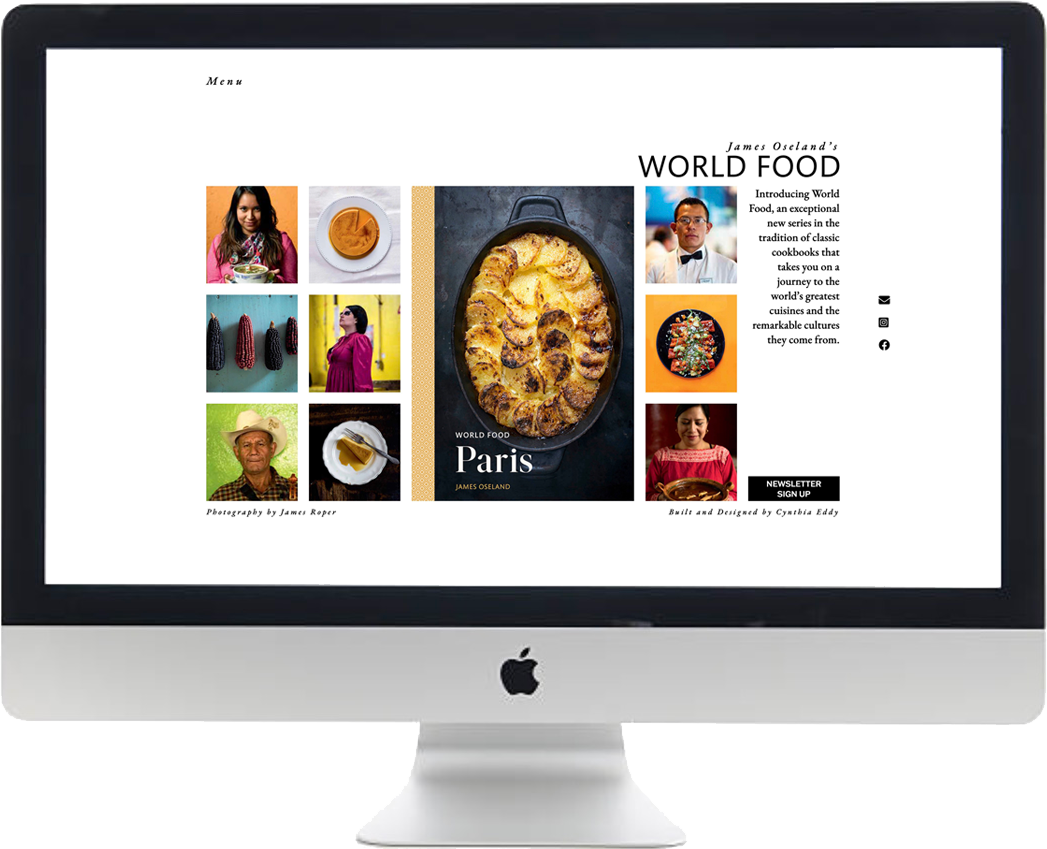 Menu
James Oseland's
WORLD FOOD
Introducing World
Food, an exceptional
new series in the
tradition of classic
cookbooks that
takes you on a
journey to the
world's greatest
cuisines and the
remarkable cultures
they come from.
WORLD FOOD
Paris
JAMES OSELAND
NEWSLETTER
SIGN UP
Photography by James Roper
Built and Designed by Cynthia Eddy